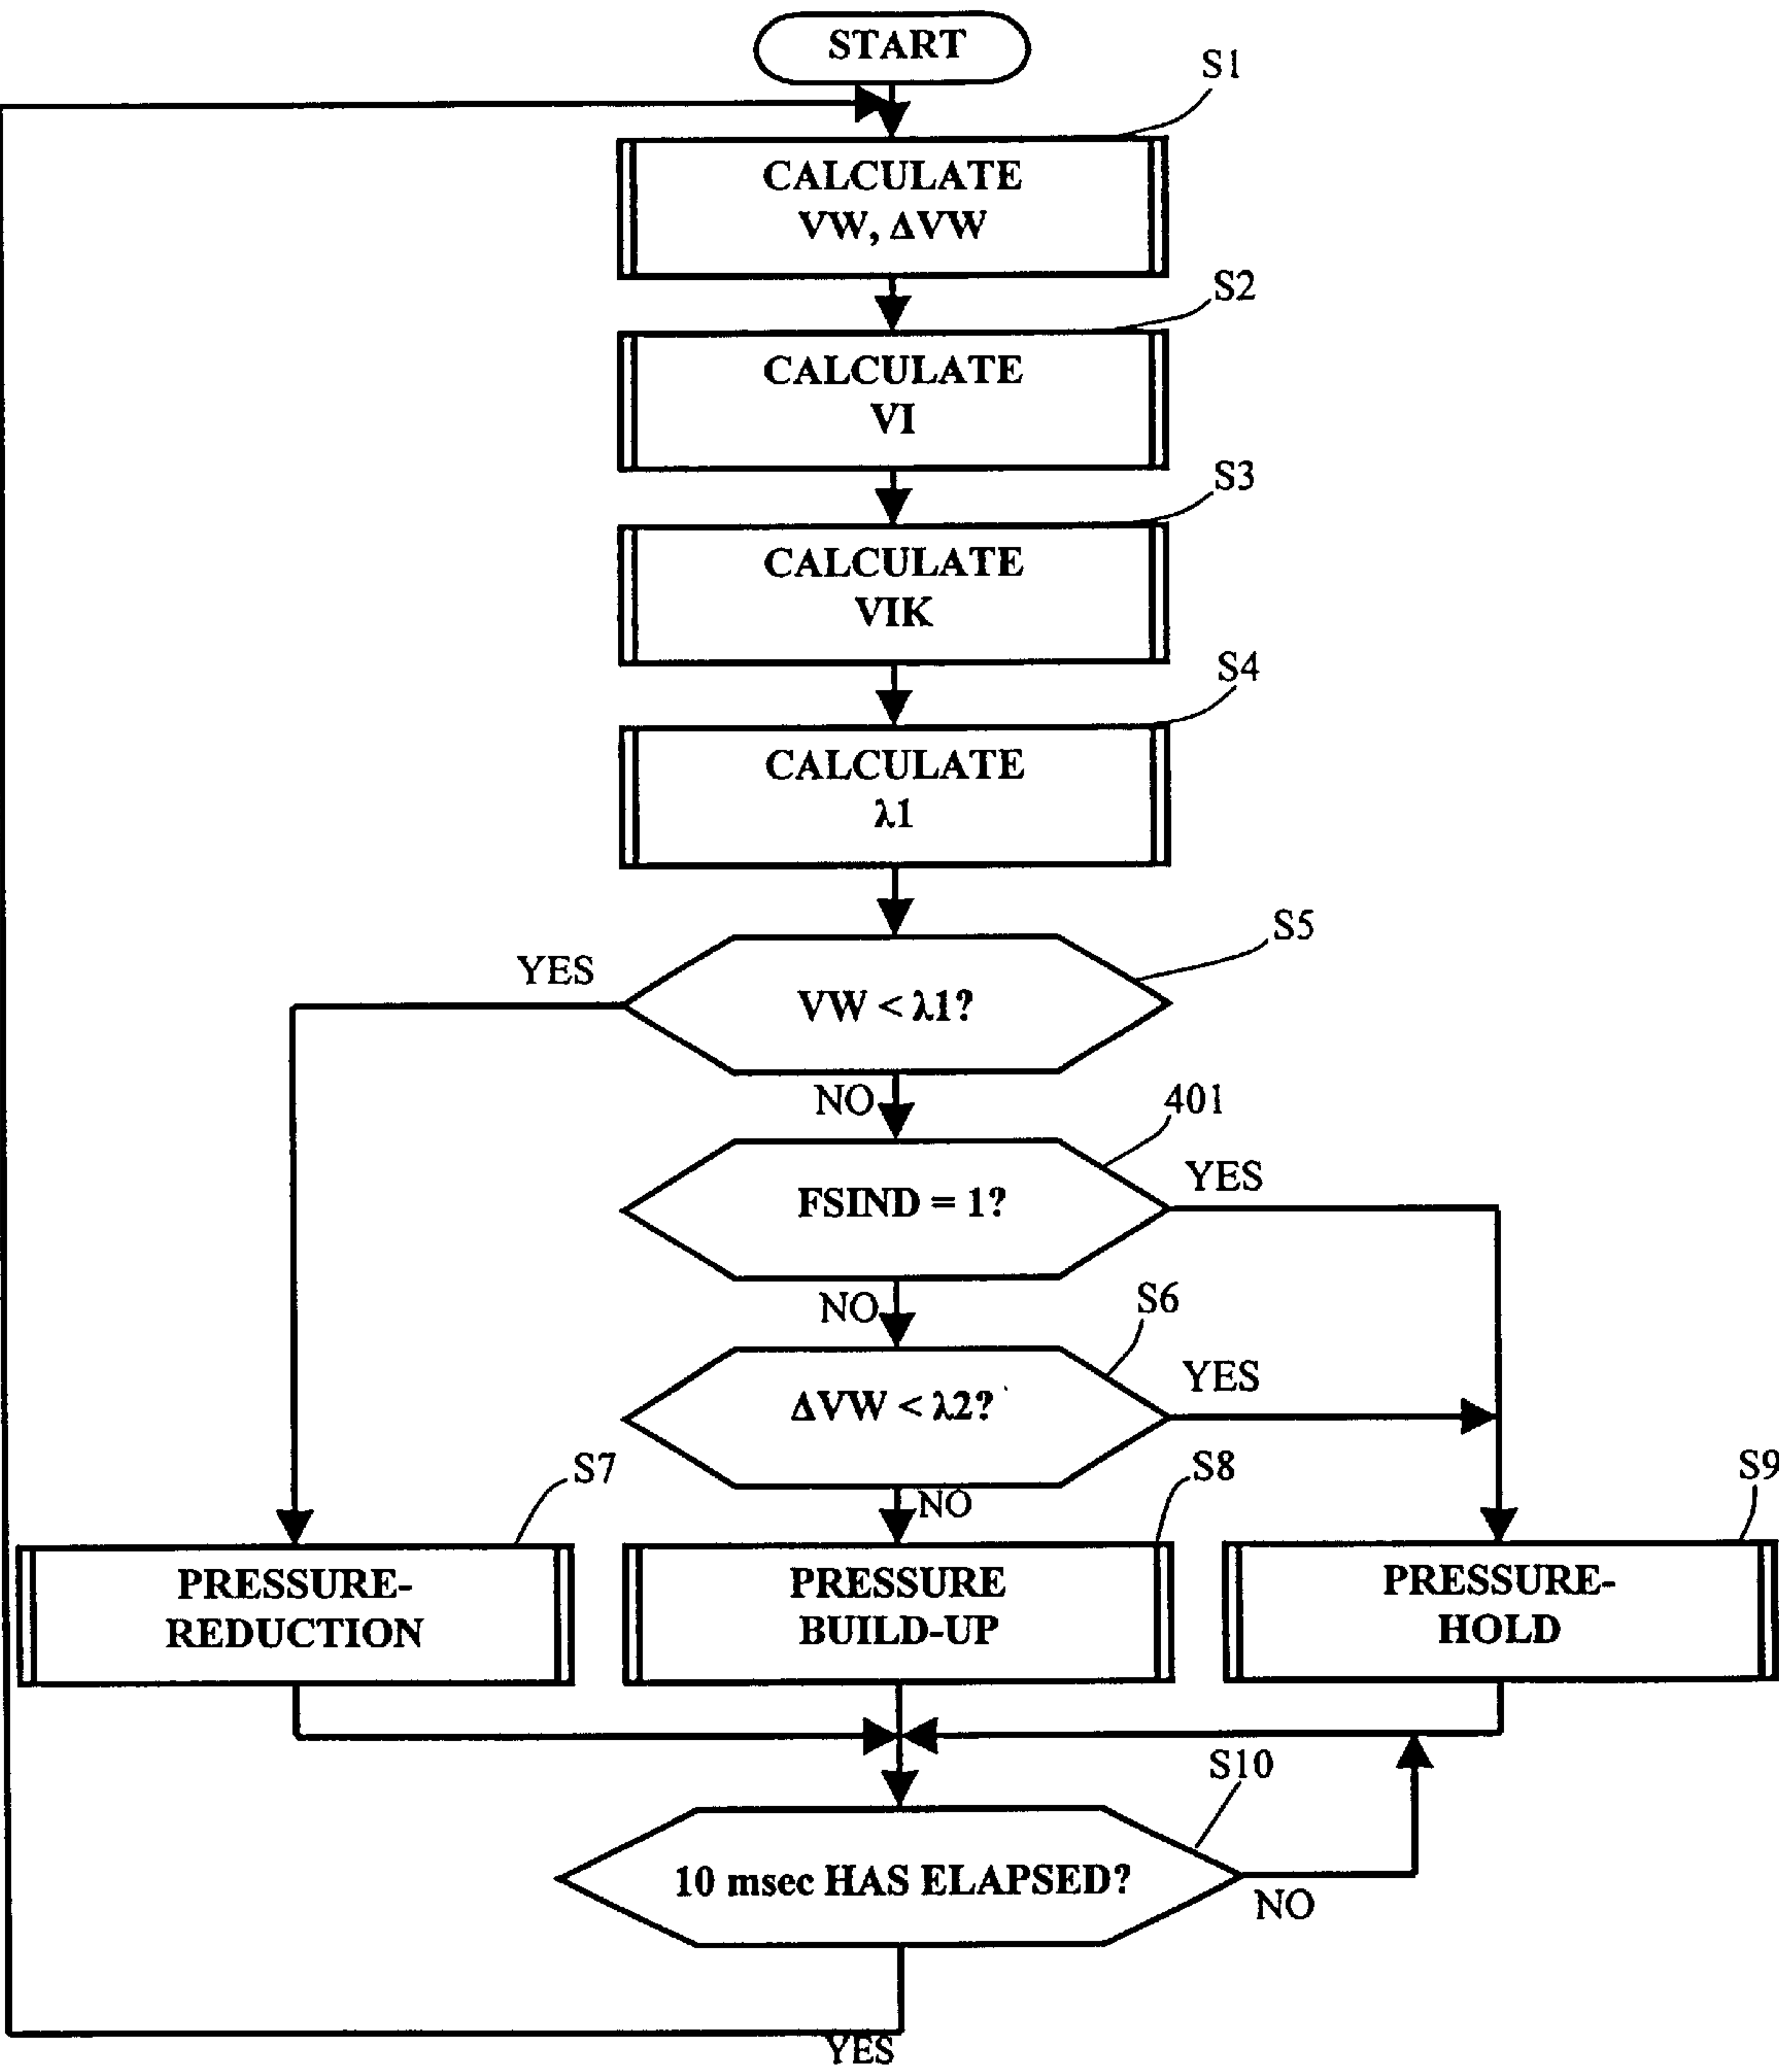 START
S1
CALCULATE
VW, ΔVW
S2
CALCULATE
VI
S3
CALCULATE
VIK
S4
CALCULATE
λ1
S5
YES
VW < λ1?
NO
401
YES
FSIND = 1?
NO
S6
YES
ΔVW < λ2?
S7
S8
S9
NO
PRESSURE-
REDUCTION
PRESSURE
BUILD-UP
PRESSURE-
HOLD
S10
10 msec HAS ELAPSED?
NO
YES